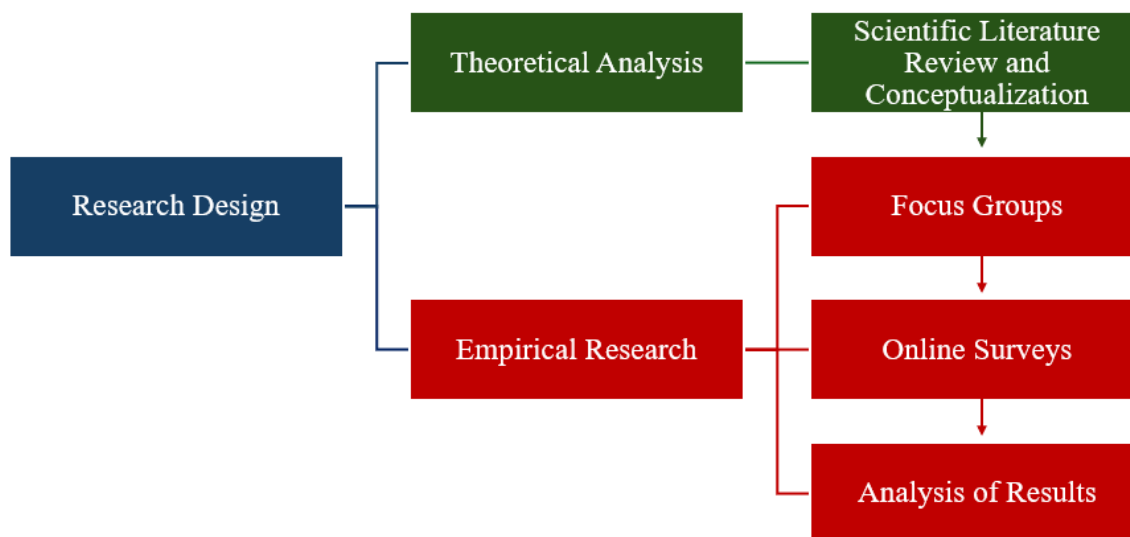 Research Design
Theoretical Analysis
Scientific Literature
Review and
Conceptualization
Empirical Research
Focus Groups
Online Surveys
Analysis of Results